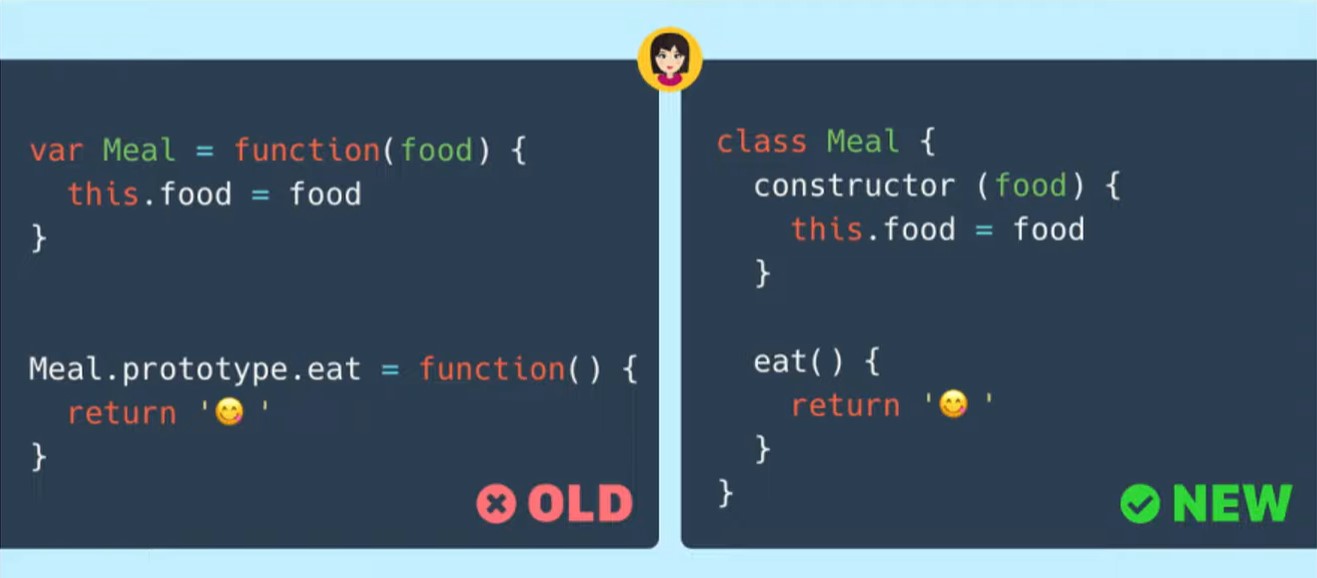 var Meal = function(food) {
this.food = food
}
Meal.prototype.eat = function() {
return '😋 '
}
OLD
class Meal {
constructor (food) {
this.food = food
}
eat() {
return '😋 '
}
}
NEW